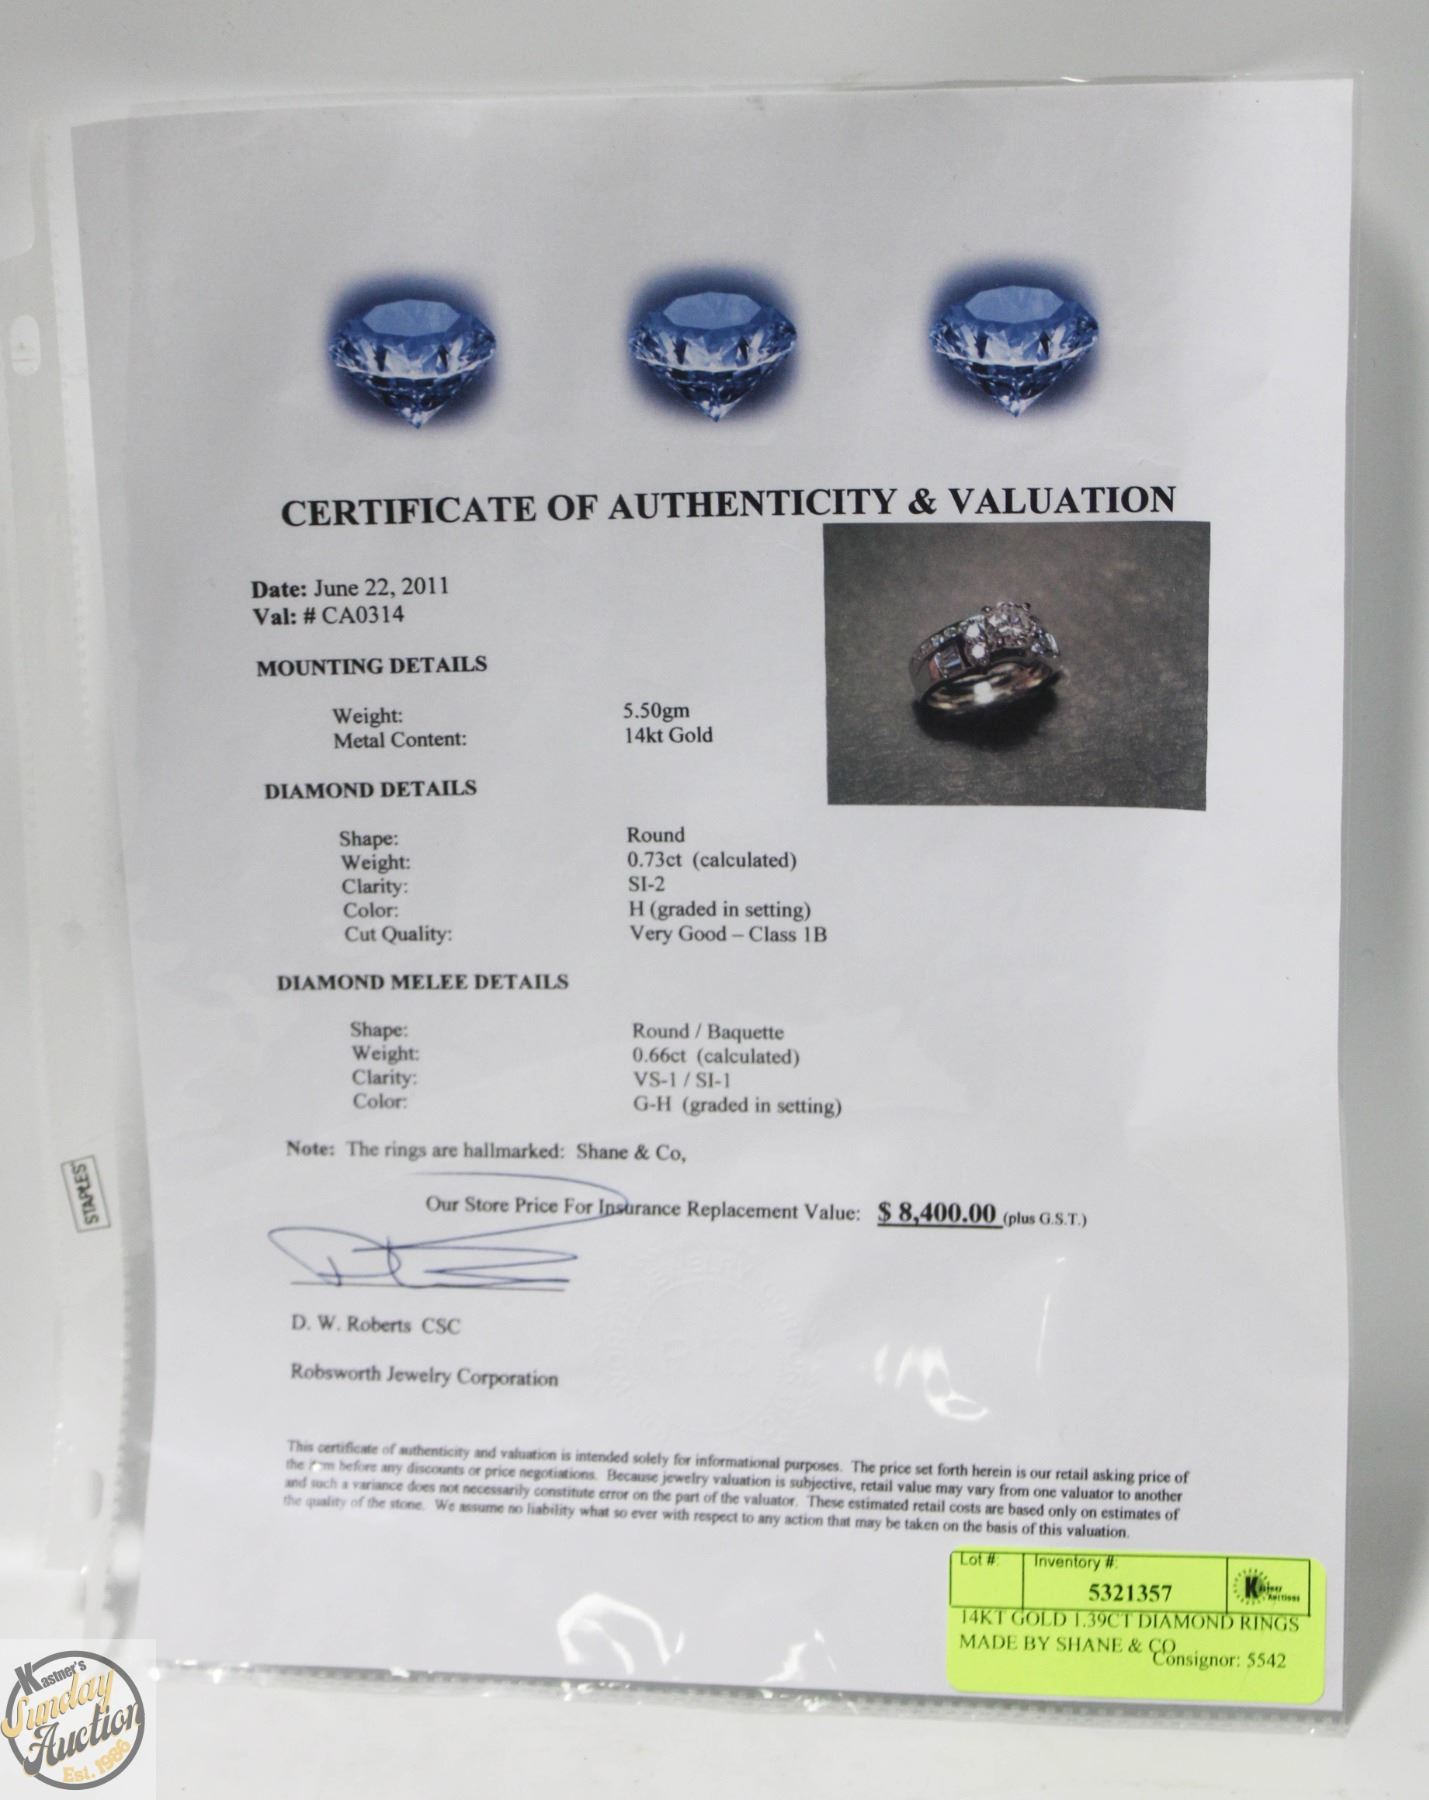 CERTIFICATE OF AUTHENTICITY & VALUATION
Date: June 22, 2011
Val: # CA0314
MOUNTING DETAILS
Weight: 5.50gm
Metal Content: 14kt Gold
DIAMOND DETAILS
Shape: Round
Weight: 0.73ct (calculated)
Clarity: SI-2
Color: H (graded in setting)
Cut Quality: Very Good – Class 1B
DIAMOND MELEE DETAILS
Shape: Round / Baquette
Weight: 0.66ct (calculated)
Clarity: VS-1 / SI-1
Color: G-H (graded in setting)
Note: The rings are hallmarked: Shane & Co,
Our Store Price For Insurance Replacement Value: $ 8,400.00 (plus G.S.T.)
D. W. Roberts CSC
Robsworth Jewelry Corporation
This certificate of authenticity and valuation is intended solely for informational purposes. The price set forth herein is our retail asking price of
the item before any discounts or price negotiations. Because jewelry valuation is subjective, retail value may vary from one valuator to another
and such a variance does not necessarily constitute error on the part of the valuator. These estimated retail costs are based only on estimates of
the quality of the stone. We assume no liability what so ever with respect to any action that may be taken on the basis of this valuation.
STAPLES
Lot #: Inventory #:
5321357
Kastner Auctions
14KT GOLD 1.39CT DIAMOND RINGS
MADE BY SHANE & CO
Consignor: 5542
Kastner's
Sunday
Auction
Est. 1986